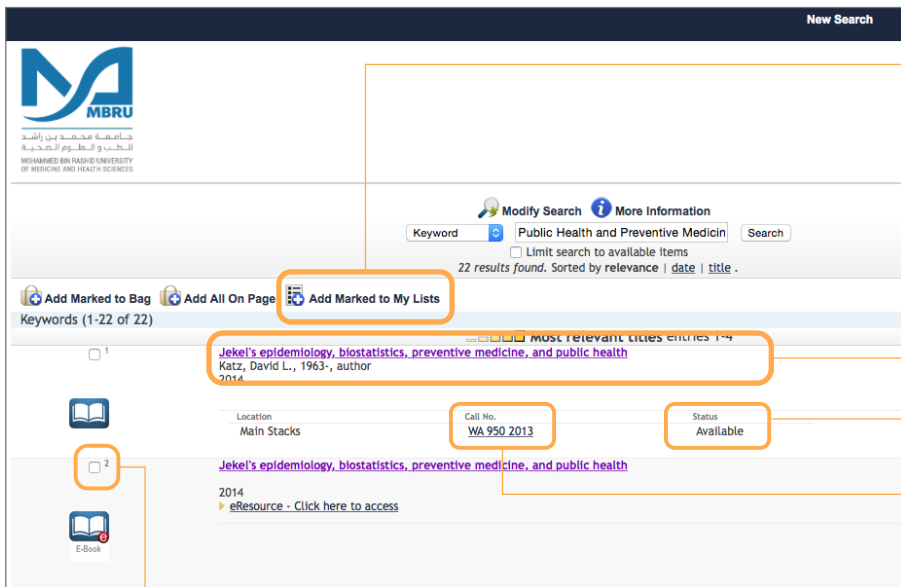 New Search
MBRU
جامعة محمد بن راشد
للطب و العلوم الصحية
MOHAMMED BIN RASHID UNIVERSITY
OF MEDICINE AND HEALTH SCIENCES
Modify Search More Information
Keyword Public Health and Preventive Medicin Search
Limit search to available items
22 results found. Sorted by relevance | date | title .
Add Marked to Bag Add All On Page Add Marked to My Lists
Keywords (1-22 of 22)
Most relevant titles entries 1-4
1 Jekel's epidemiology, biostatistics, preventive medicine, and public health
Katz, David L., 1963-, author
2014
Location Call No. Status
Main Stacks WA 950 2013 Available
2 Jekel's epidemiology, biostatistics, preventive medicine, and public health
2014
eResource - Click here to access
e
E-Book